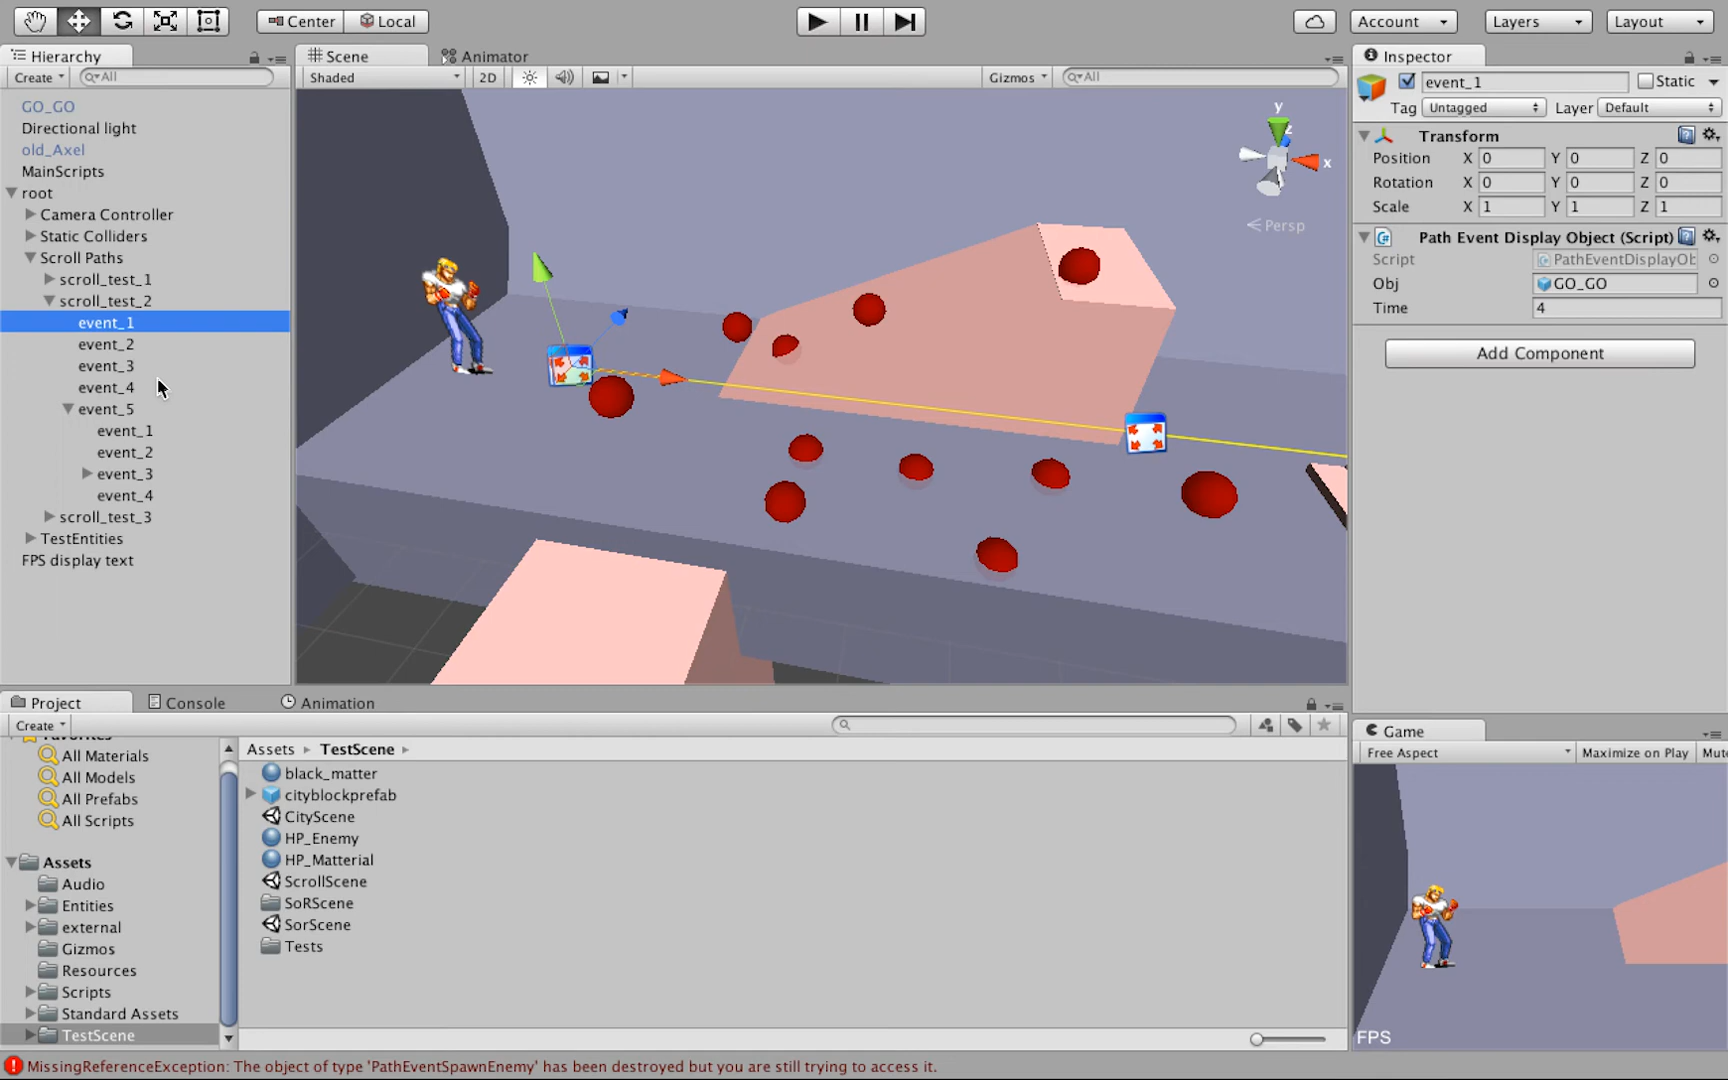 Center
Local
Account
Layers
Layout
Hierarchy
Scene
Animator
Inspector
Create
All
Shaded
2D
Gizmos
All
event_1
Static
Tag Untagged
Layer Default
GO_GO
Directional light
old_Axel
MainScripts
root
Camera Controller
Static Colliders
Scroll Paths
scroll_test_1
scroll_test_2
event_1
event_2
event_3
event_4
event_5
event_1
event_2
event_3
event_4
scroll_test_3
TestEntities
FPS display text
y
z
x
Persp
Transform
Position X 0 Y 0 Z 0
Rotation X 0 Y 0 Z 0
Scale X 1 Y 1 Z 1
Path Event Display Object (Script)
Script PathEventDisplayOb
Obj GO_GO
Time 4
Add Component
Project
Console
Animation
Create
Favorites
All Materials
All Models
All Prefabs
All Scripts
Assets
Audio
Entities
external
Gizmos
Resources
Scripts
Standard Assets
TestScene
Assets TestScene
black_matter
cityblockprefab
CityScene
HP_Enemy
HP_Matterial
ScrollScene
SoRScene
SorScene
Tests
Game
Free Aspect
Maximize on Play
Mute
FPS
MissingReferenceException: The object of type 'PathEventSpawnEnemy' has been destroyed but you are still trying to access it.